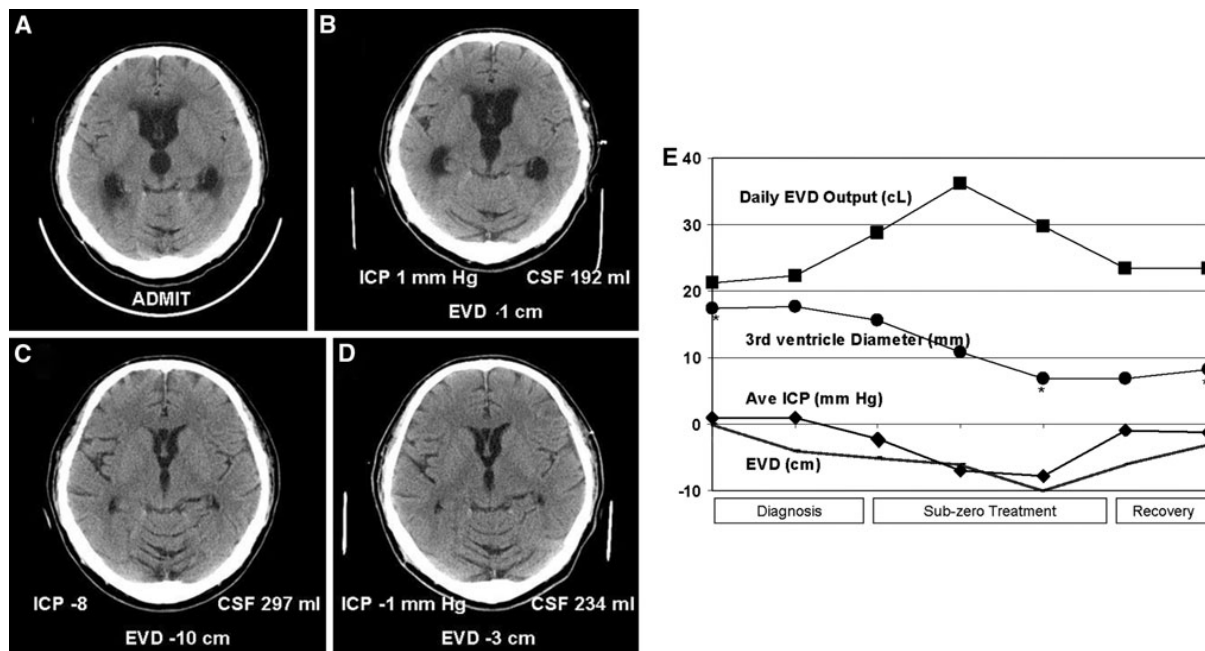 A
ADMIT
B
ICP 1 mm Hg CSF 192 ml
EVD -1 cm
C
ICP -8 CSF 297 ml
EVD -10 cm
D
ICP -1 mm Hg CSF 234 ml
EVD -3 cm
E
40
Daily EVD Output (cL)
30
20
*
3rd ventricle Diameter (mm)
10
* *
Ave ICP (mm Hg)
0
EVD (cm)
-10
Diagnosis Sub-zero Treatment Recovery